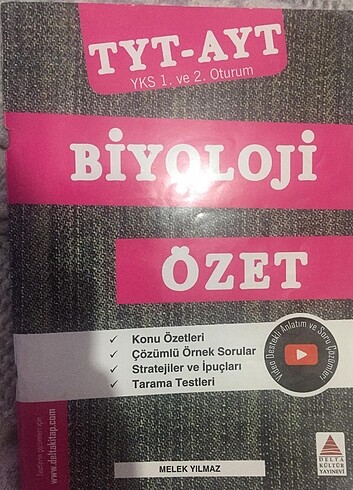 TYT-AYT
YKS 1. ve 2. Oturum
BİYOLOJİ
ÖZET
✓ Konu Özetleri
✓ Çözümlü Örnek Sorular
✓ Stratejiler ve İpuçları
✓ Tarama Testleri
Video Destekli Anlatım ve Soru Çözümleri
www.deltakitap.com
MELEK YILMAZ
DELTA
KÜLTÜR
YAYINEVİ